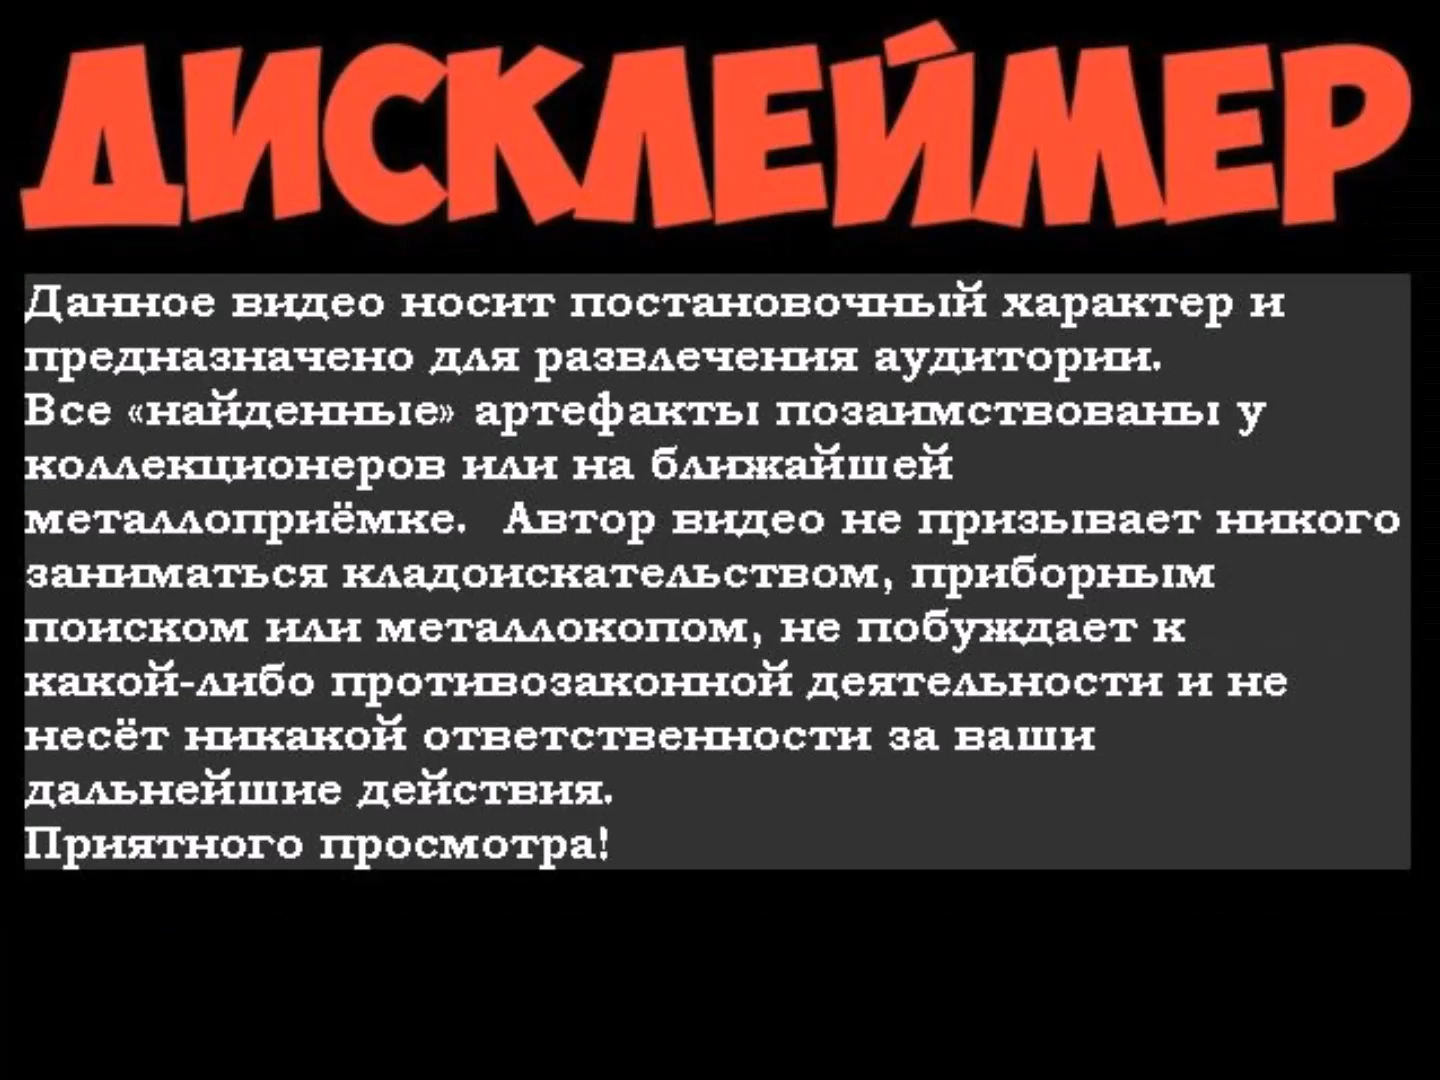 ДИСКЛЕЙМЕР
Данное видео носит постановочный характер и
предназначено для развлечения аудитории.
Все «найденные» артефакты позаимствованы у
коллекционеров или на ближайшей
металлоприёмке. Автор видео не призывает никого
заниматься кладоискательством, приборным
поиском или металлокопом, не побуждает к
какой-либо противозаконной деятельности и не
несёт никакой ответственности за ваши
дальнейшие действия.
Приятного просмотра!